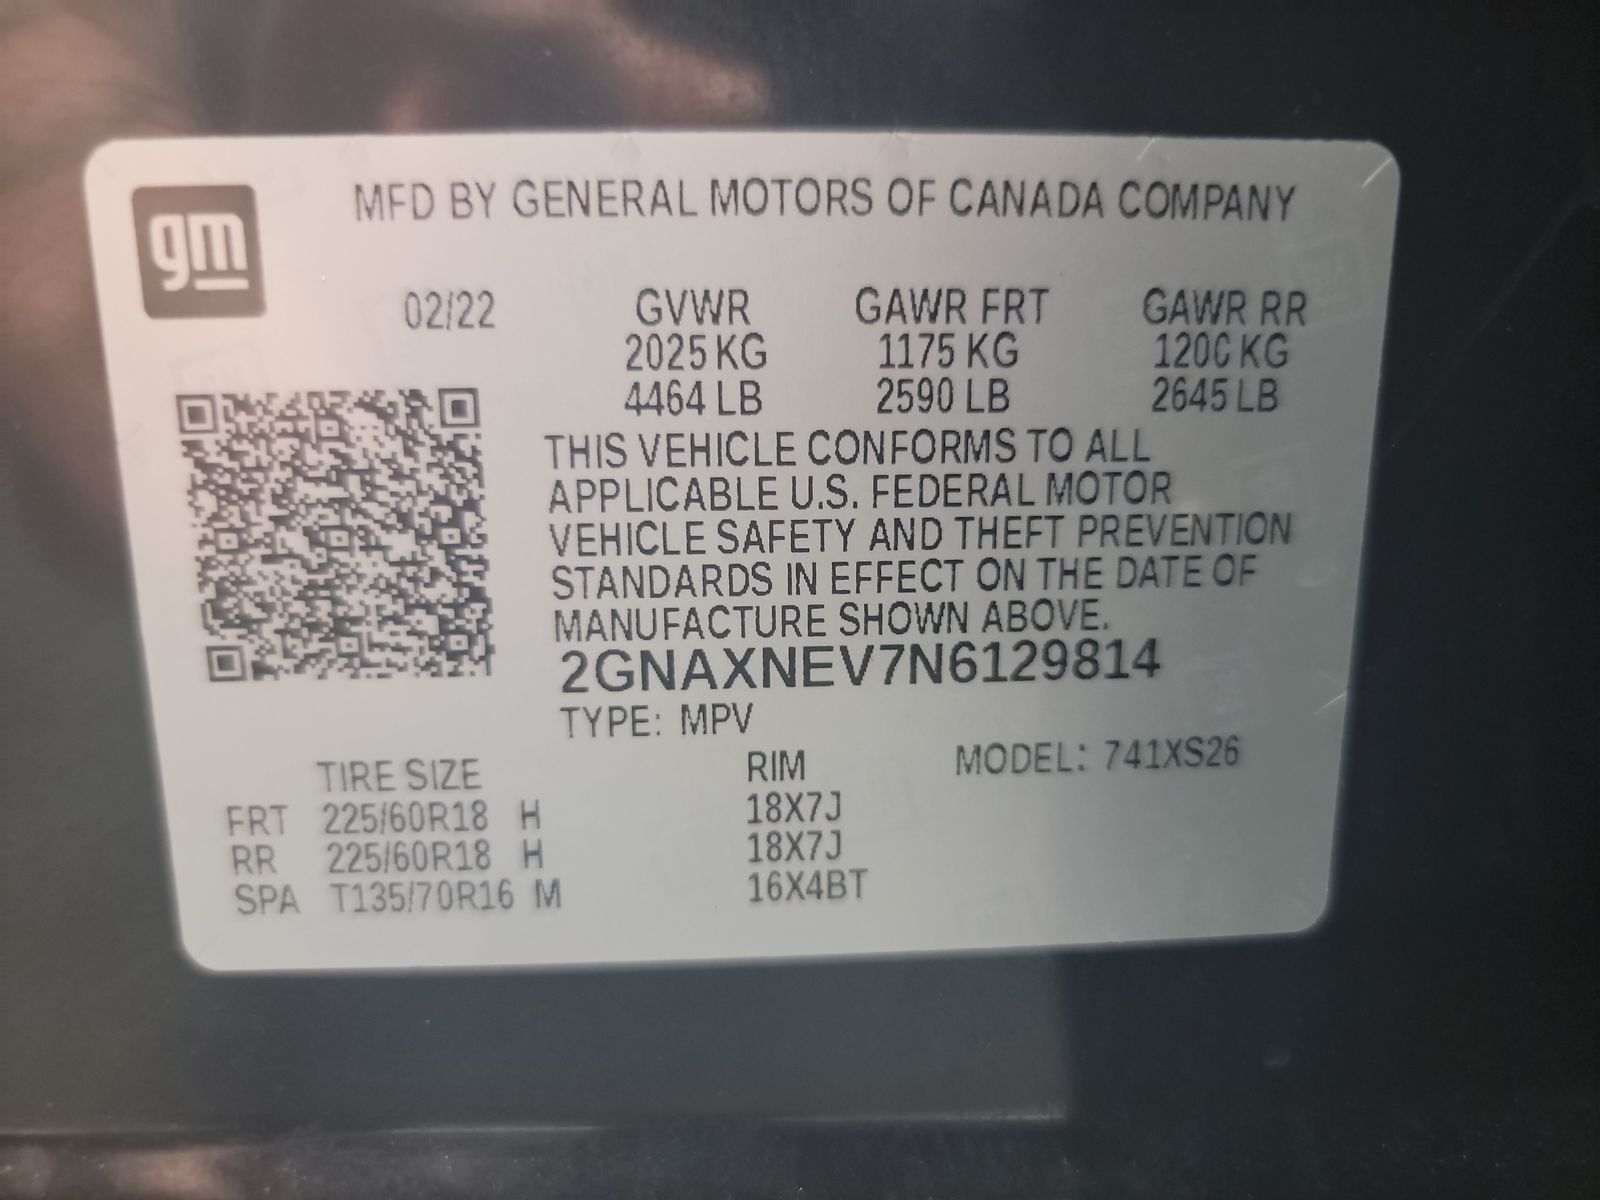 gm
MFD BY GENERAL MOTORS OF CANADA COMPANY
02/22 GVWR GAWR FRT GAWR RR
2025 KG 1175 KG 1200 KG
4464 LB 2590 LB 2645 LB
THIS VEHICLE CONFORMS TO ALL
APPLICABLE U.S. FEDERAL MOTOR
VEHICLE SAFETY AND THEFT PREVENTION
STANDARDS IN EFFECT ON THE DATE OF
MANUFACTURE SHOWN ABOVE.
2GNAXNEV7N6129814
TYPE: MPV
TIRE SIZE RIM MODEL: 741XS26
FRT 225/60R18 H 18X7J
RR 225/60R18 H 18X7J
SPA T135/70R16 M 16X4BT